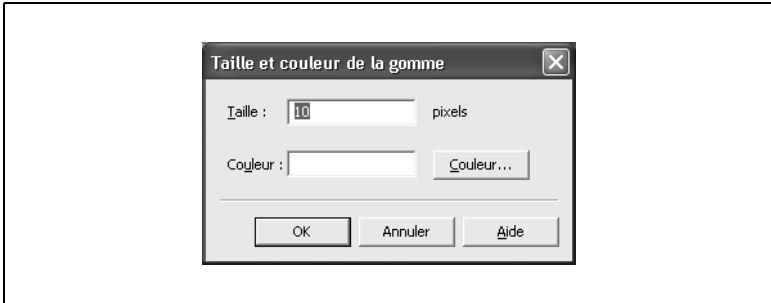 Taille et couleur de la gomme
Taille : 10 pixels
Couleur : Couleur...
OK Annuler Aide